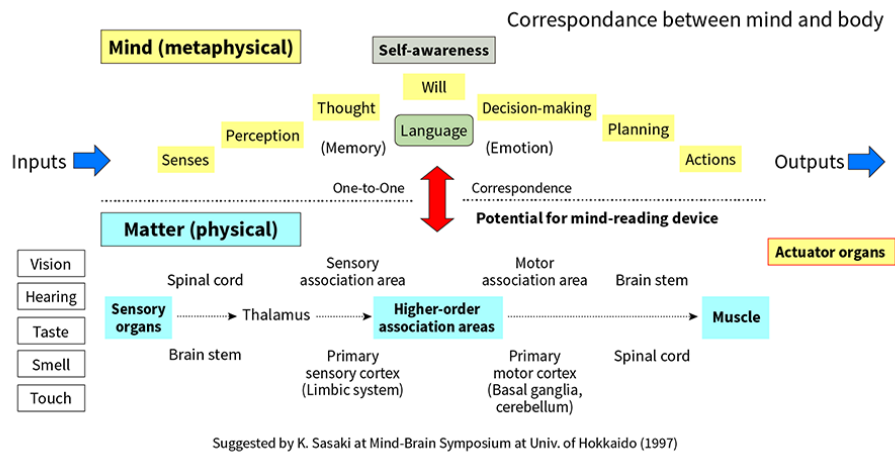 Correspondance between mind and body
Mind (metaphysical)
Self-awareness
Will
Thought
Decision-making
Perception
Language
Planning
(Memory)
(Emotion)
Inputs
Senses
Actions
Outputs
One-to-One
Correspondence
Potential for mind-reading device
Matter (physical)
Actuator organs
Vision
Hearing
Taste
Smell
Touch
Spinal cord
Sensory
association area
Motor
association area
Brain stem
Sensory
organs
Thalamus
Higher-order
association areas
Muscle
Brain stem
Primary
sensory cortex
(Limbic system)
Primary
motor cortex
(Basal ganglia,
cerebellum)
Spinal cord
Suggested by K. Sasaki at Mind-Brain Symposium at Univ. of Hokkaido (1997)